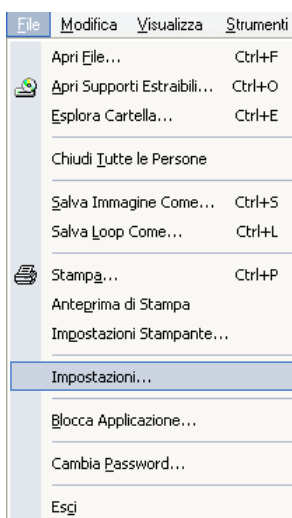 File Modifica Visualizza Strumenti
Apri File... Ctrl+F
Apri Supporti Estraibili... Ctrl+O
Esplora Cartella... Ctrl+E
Chiudi Tutte le Persone
Salva Immagine Come... Ctrl+S
Salva Loop Come... Ctrl+L
Stampa... Ctrl+P
Anteprima di Stampa
Impostazioni Stampante...
Impostazioni...
Blocca Applicazione...
Cambia Password...
Esci